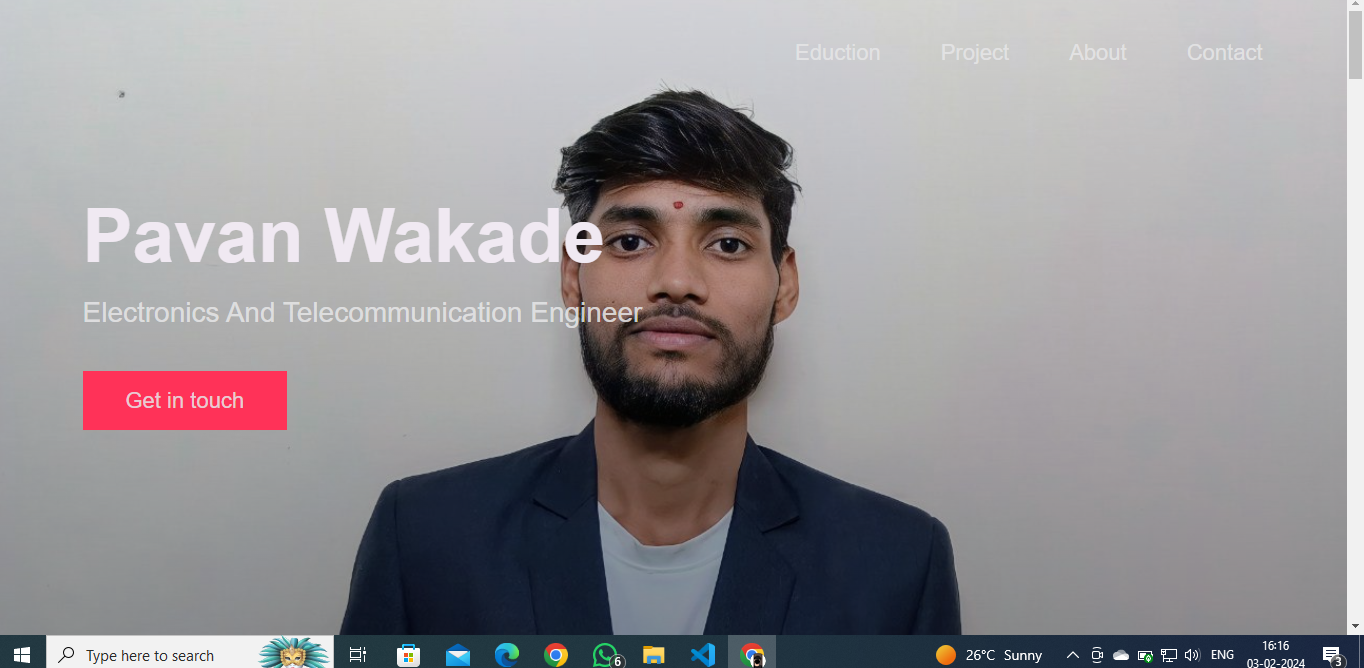 Eduction Project About Contact
Pavan Wakade
Electronics And Telecommunication Engineer
Get in touch
Type here to search
6
26°C Sunny
ENG
16:16
03-02-2024
3